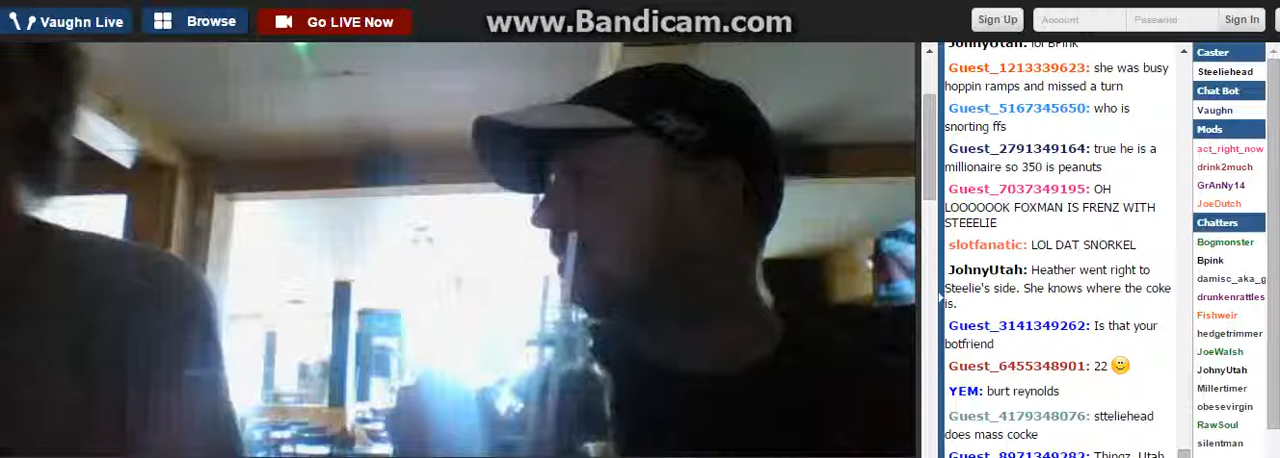 Vaughn Live
Browse
Go LIVE Now
www.Bandicam.com
Sign Up
Account
Password
Sign In
JohnyUtah: lol BPink
Guest_1213339623: she was busy
hoppin ramps and missed a turn
Guest_5167345650: who is
snorting ffs
Guest_2791349164: true he is a
millionaire so 350 is peanuts
Guest_7037349195: OH
LOOOOOOK FOXMAN IS FRENZ WITH
STEEELIE
slotfanatic: LOL DAT SNORKEL
JohnyUtah: Heather went right to
Steelie's side. She knows where the coke
is.
Guest_3141349262: Is that your
botfriend
Guest_6455348901: 22
YEM: burt reynolds
Guest_4179348076: stteliehead
does mass cocke
Guest_8971349282: Thingz, Utah
Caster
Steeliehead
Chat Bot
Vaughn
Mods
act_right_now
drink2much
GrAnNy14
JoeDutch
Chatters
Bogmonster
Bpink
damisc_aka_g
drunkenrattles
Fishweir
hedgetrimmer
JoeWalsh
JohnyUtah
Millertimer
obesevirgin
RawSoul
silentman